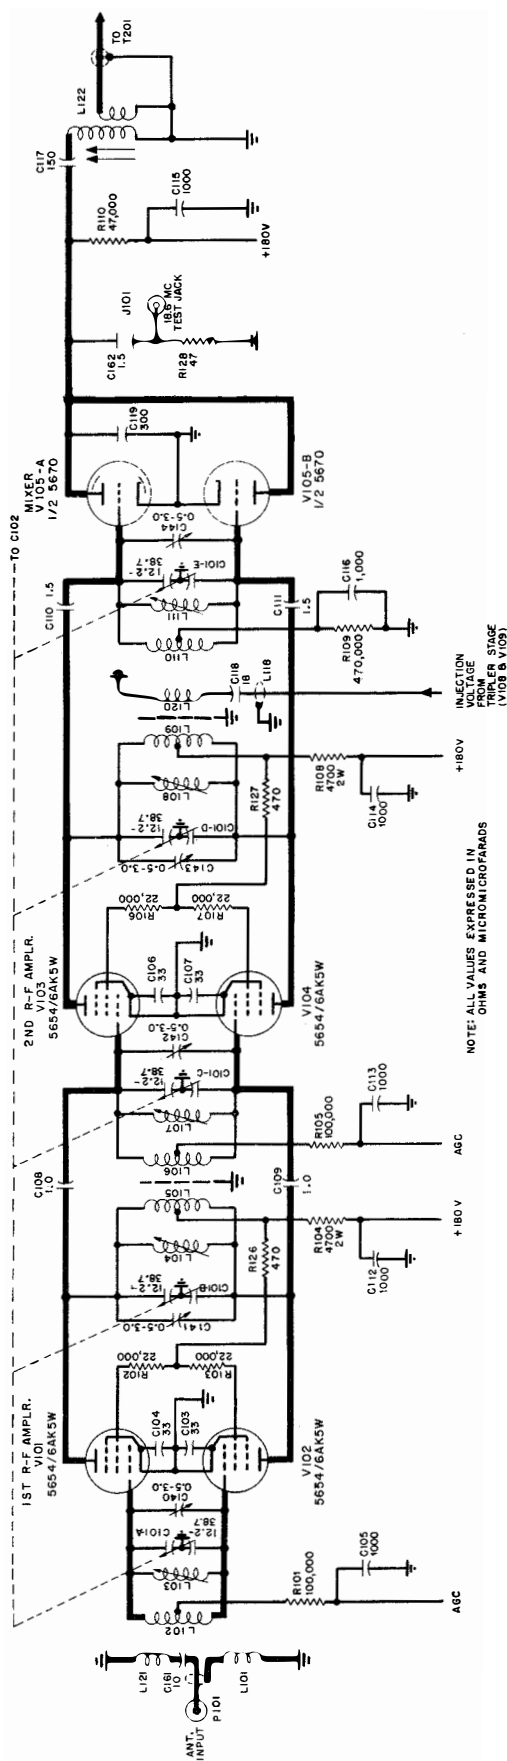 TO
T201
L122
C117
150
C115
1000
R110
47,000
+180V
J101
18.6 MC
TEST JACK
C162
1.5
R128
47
C119
300
MIXER
V105-A
1/2 5670
V105-B
1/2 5670
TO C102
C144
0.5-3.0
C101-E
12.2-
38.7
C110 1.5
L111
L110
C111
1.5
C116
1,000
R109
470,000
C118
18
L118
L120
INJECTION
VOLTAGE
FROM
TRIPLER STAGE
(V108 & V109)
L109
L108
R108
4700
2W
+180V
C114
1000
R127
470
C101-D
12.2-
38.7
C143
0.5-3.0
22,000
R106
22,000
R107
2ND R-F AMPLR.
V103
5654/6AK5W
C106
33
C107
33
V104
5654/6AK5W
NOTE: ALL VALUES EXPRESSED IN
OHMS AND MICROMICROFARADS
C142
0.5-3.0
C101-C
12.2-
38.7
L107
L106
C108
1.0
C109
1.0
R105
100,000
C113
1000
AGC
L105
L104
R104
4700
2W
+180V
C112
1000
R126
470
C101-B
12.2-
38.7
C141
0.5-3.0
22,000
R102
22,000
R103
1ST R-F AMPLR.
V101
5654/6AK5W
C104
33
C103
33
V102
5654/6AK5W
C140
0.5-3.0
C101-A
12.2-
38.7
L103
L102
R101
100,000
C105
1000
AGC
L121
C161
10
L101
P101
ANT.
INPUT